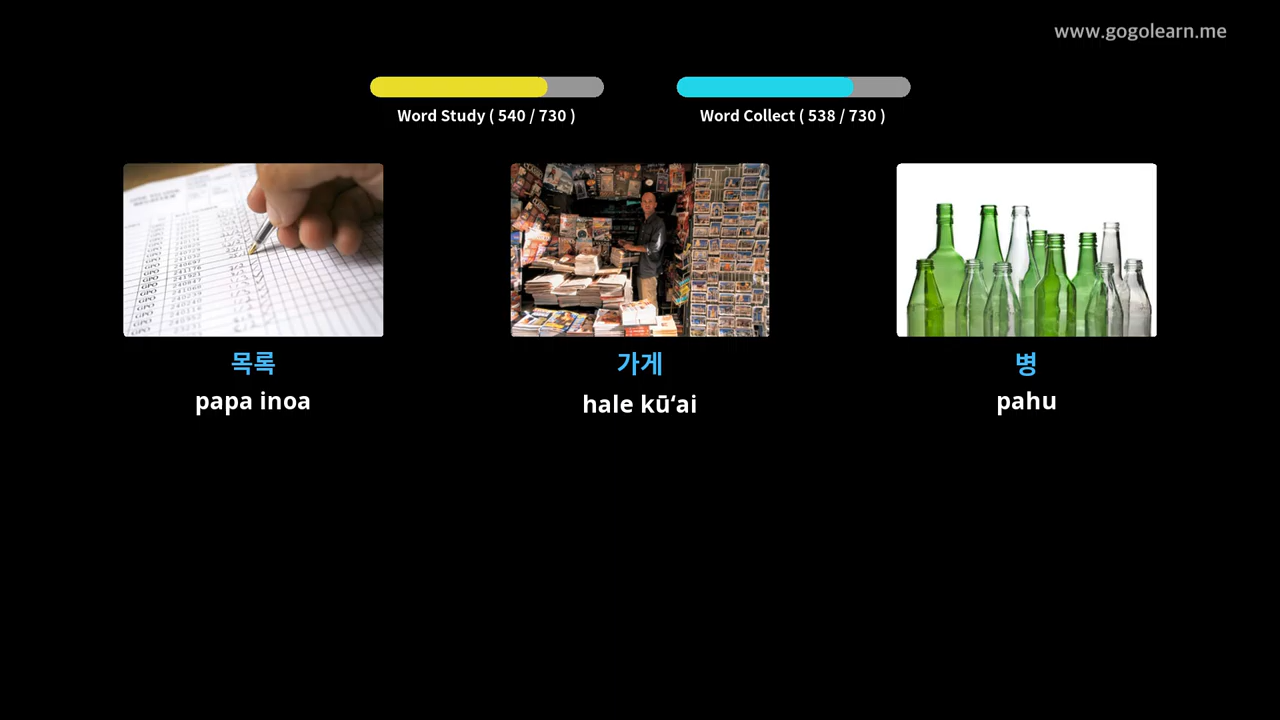 www.gogolearn.me
Word Study ( 540 / 730 )
Word Collect ( 538 / 730 )
GPO
목록
가게
병
papa inoa
hale kūʻai
pahu